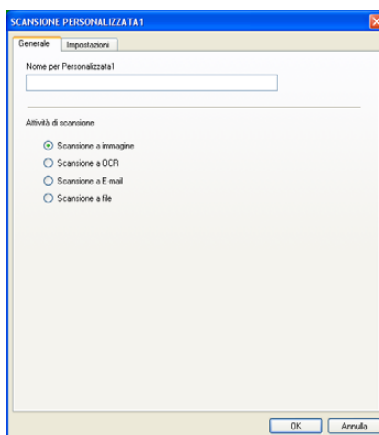 SCANSIONE PERSONALIZZATA1
Generale Impostazioni
Nome per Personalizzata1
Attività di scansione
Scansione a immagine
Scansione a OCR
Scansione a E-mail
Scansione a file
OK Annulla